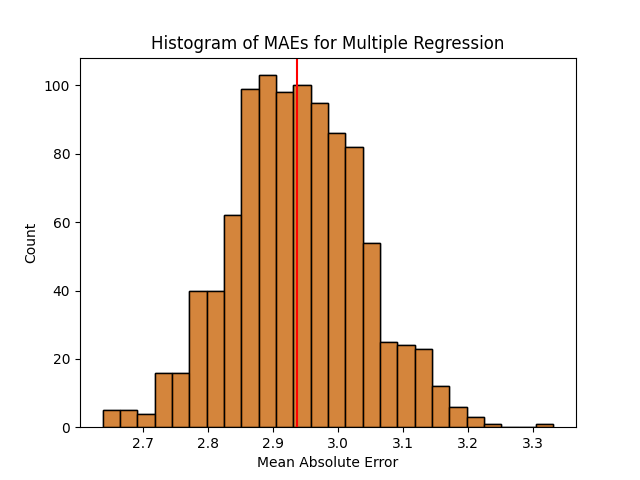 Histogram of MAEs for Multiple Regression
100
80
60
40
20
0
Count
2.7 2.8 2.9 3.0 3.1 3.2 3.3
Mean Absolute Error